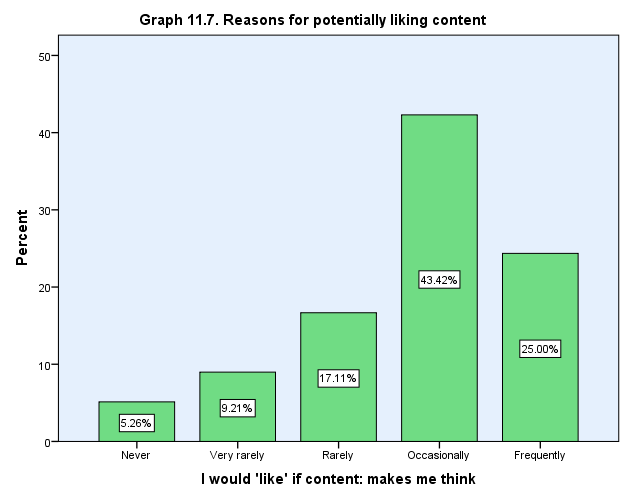 Graph 11.7. Reasons for potentially liking content
50
40
30
20
10
0
Percent
5.26%
9.21%
17.11%
43.42%
25.00%
Never
Very rarely
Rarely
Occasionally
Frequently
I would 'like' if content: makes me think